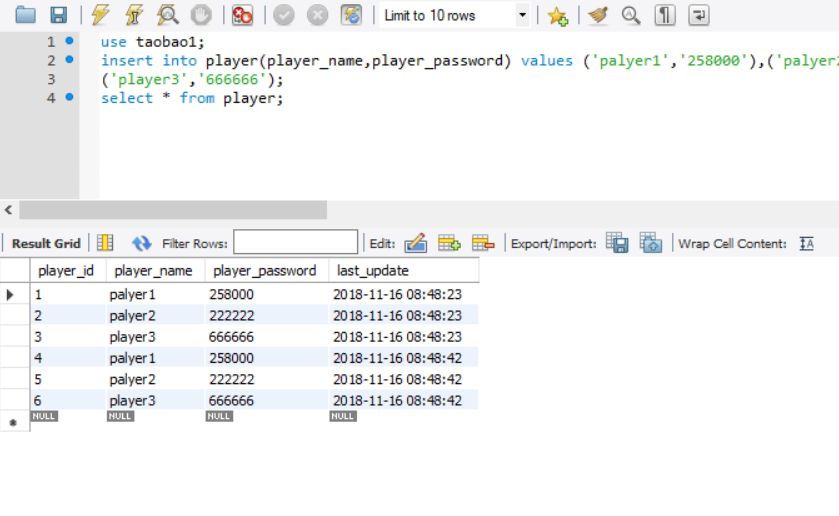 Limit to 10 rows
1 use taobao1;
2 insert into player(player_name,player_password) values ('palyer1','258000'),('palyer2
3 ('player3','666666');
4 select * from player;
Result Grid Filter Rows: Edit: Export/Import: Wrap Cell Content: IA
player_id player_name player_password last_update
1 palyer1 258000 2018-11-16 08:48:23
2 palyer2 222222 2018-11-16 08:48:23
3 player3 666666 2018-11-16 08:48:23
4 palyer1 258000 2018-11-16 08:48:42
5 palyer2 222222 2018-11-16 08:48:42
6 player3 666666 2018-11-16 08:48:42
NULL NULL NULL NULL